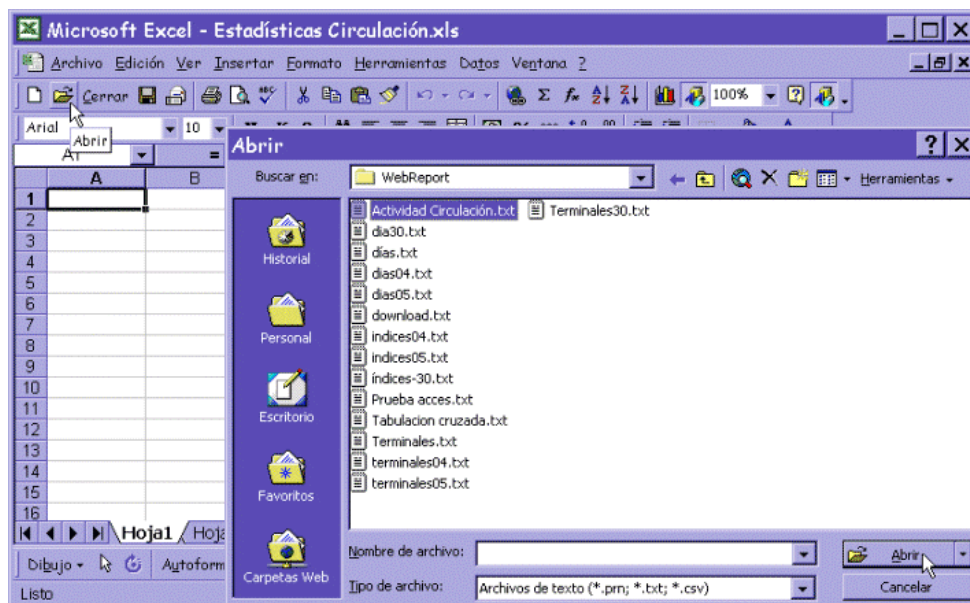 Microsoft Excel - Estadísticas Circulación.xls
Archivo Edición Ver Insertar Formato Herramientas Datos Ventana ?
Cerrar 100%
Arial 10
Abrir
A1 =
A B
1
2
3
4
5
6
7
8
9
10
11
12
13
14
15
16
Hoja1 Hoja
Dibujo Autoform
Listo
Abrir
Buscar en: WebReport Herramientas
Historial
Personal
Escritorio
Favoritos
Carpetas Web
Actividad Circulación.txt Terminales30.txt
dia30.txt
días.txt
dias04.txt
dias05.txt
download.txt
indices04.txt
indices05.txt
índices-30.txt
Prueba acces.txt
Tabulacion cruzada.txt
Terminales.txt
terminales04.txt
terminales05.txt
Nombre de archivo: Abrir
Tipo de archivo: Archivos de texto (*.prn; *.txt; *.csv) Cancelar